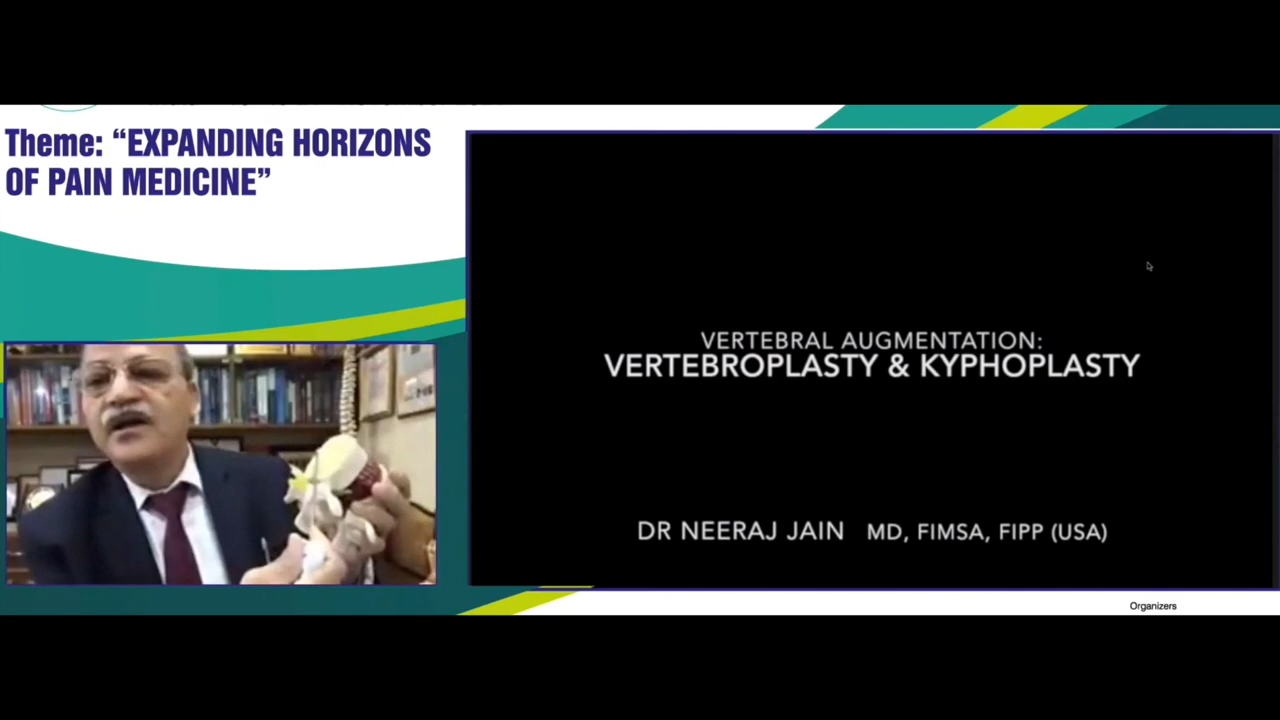 Theme: “EXPANDING HORIZONS
OF PAIN MEDICINE”
VERTEBRAL AUGMENTATION:
VERTEBROPLASTY & KYPHOPLASTY
DR NEERAJ JAIN MD, FIMSA, FIPP (USA)
Organizers